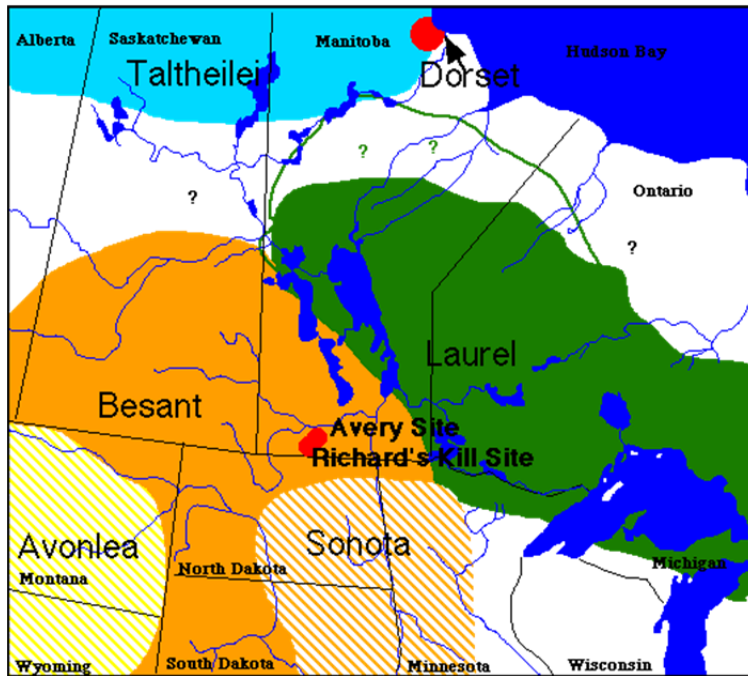 Alberta
Saskatchewan
Manitoba
Hudson Bay
Taltheilei
Dorset
?
?
?
Ontario
?
Laurel
Besant
Avery Site
Richard's Kill Site
Avonlea
Sonota
Montana
North Dakota
Michigan
Wyoming
South Dakota
Minnesota
Wisconsin